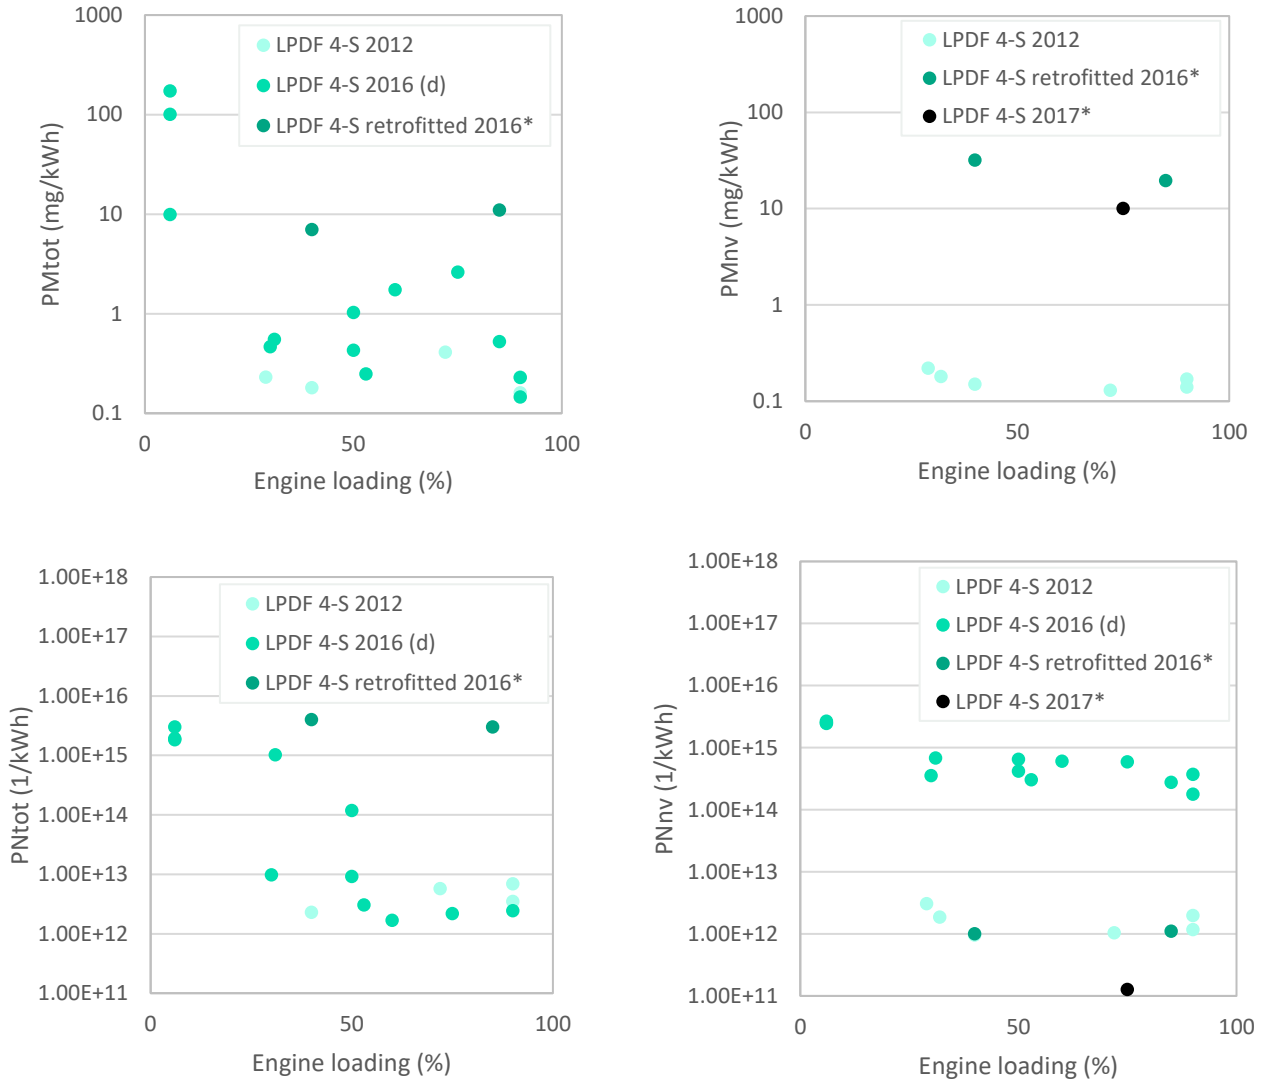 1000
100
10
1
0.1
0
50
100
PMtot (mg/kWh)
Engine loading (%)
LPDF 4-S 2012
LPDF 4-S 2016 (d)
LPDF 4-S retrofitted 2016*
1000
100
10
1
0.1
0
50
100
PMnv (mg/kWh)
Engine loading (%)
LPDF 4-S 2012
LPDF 4-S retrofitted 2016*
LPDF 4-S 2017*
1.00E+18
1.00E+17
1.00E+16
1.00E+15
1.00E+14
1.00E+13
1.00E+12
1.00E+11
0
50
100
PNtot (1/kWh)
Engine loading (%)
LPDF 4-S 2012
LPDF 4-S 2016 (d)
LPDF 4-S retrofitted 2016*
1.00E+18
1.00E+17
1.00E+16
1.00E+15
1.00E+14
1.00E+13
1.00E+12
1.00E+11
0
50
100
PNnv (1/kWh)
Engine loading (%)
LPDF 4-S 2012
LPDF 4-S 2016 (d)
LPDF 4-S retrofitted 2016*
LPDF 4-S 2017*